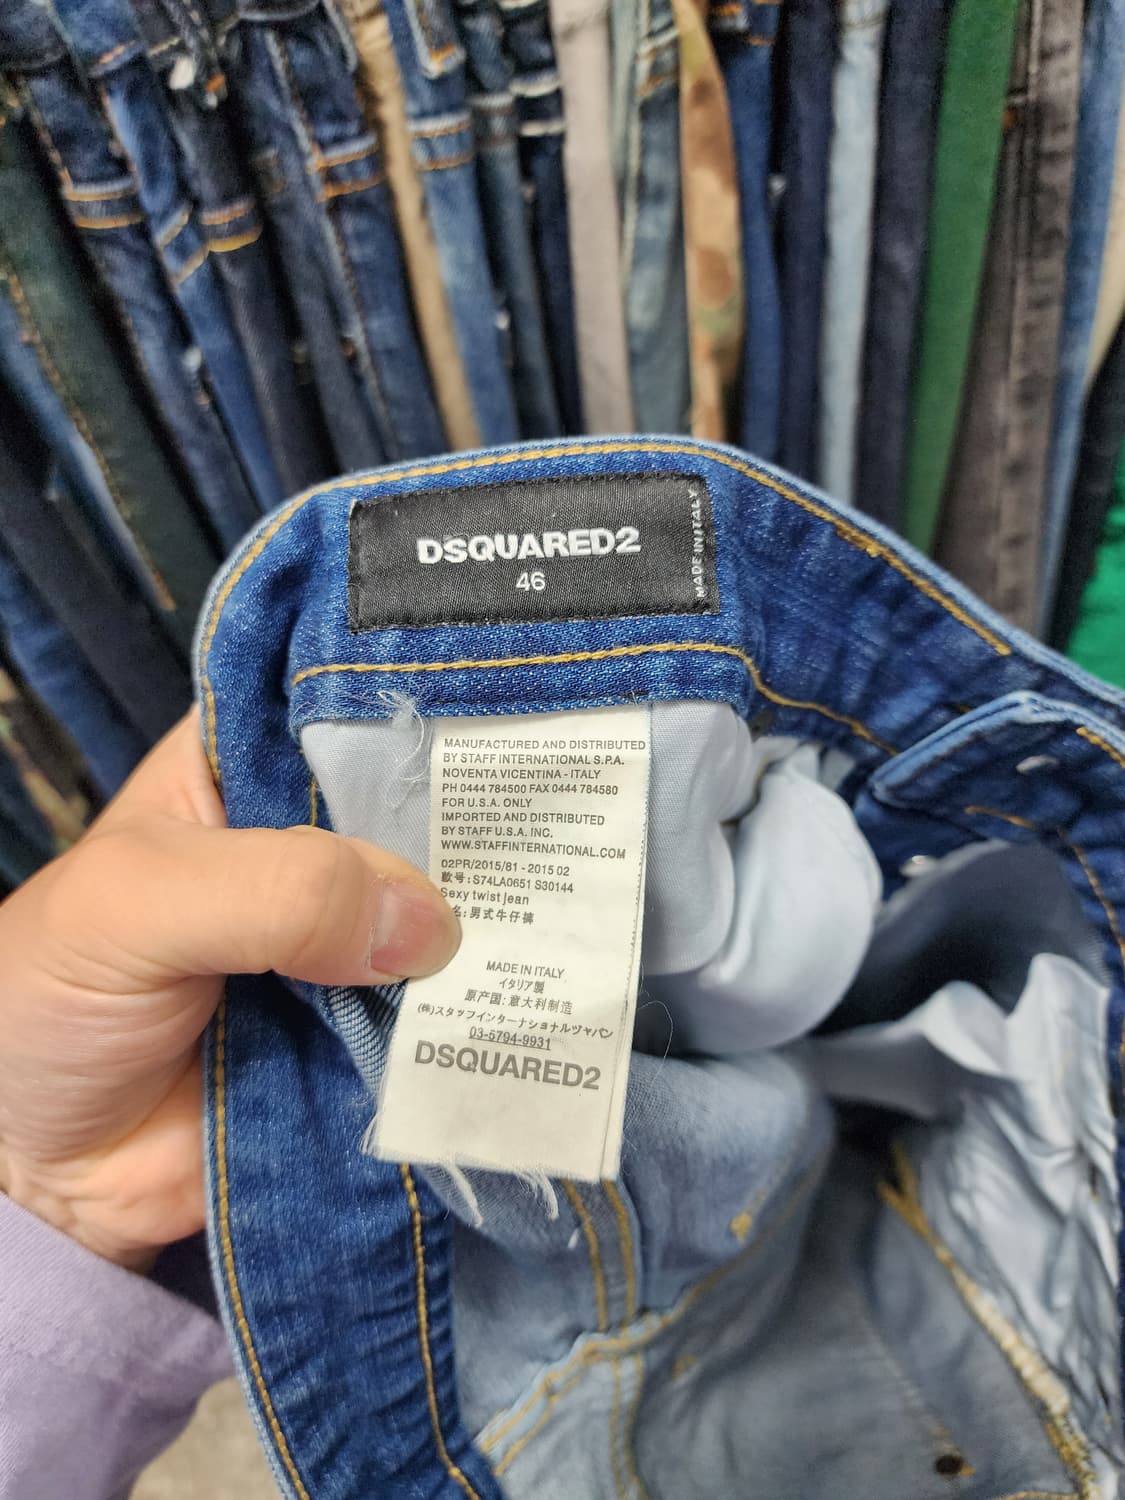 DSQUARED2
46
MADE IN ITALY
MANUFACTURED AND DISTRIBUTED
BY STAFF INTERNATIONAL S.P.A.
NOVENTA VICENTINA - ITALY
PH 0444 784500 FAX 0444 784580
FOR U.S.A. ONLY
IMPORTED AND DISTRIBUTED
BY STAFF U.S.A. INC.
WWW.STAFFINTERNATIONAL.COM
02PR/2015/81 - 2015 02
款号: S74LA0651 S30144
Sexy twist jean
名: 男式牛仔裤
MADE IN ITALY
イタリア製
原产国: 意大利制造
(株)スタッフインターナショナルツャパン
03-5794-9931
DSQUARED2